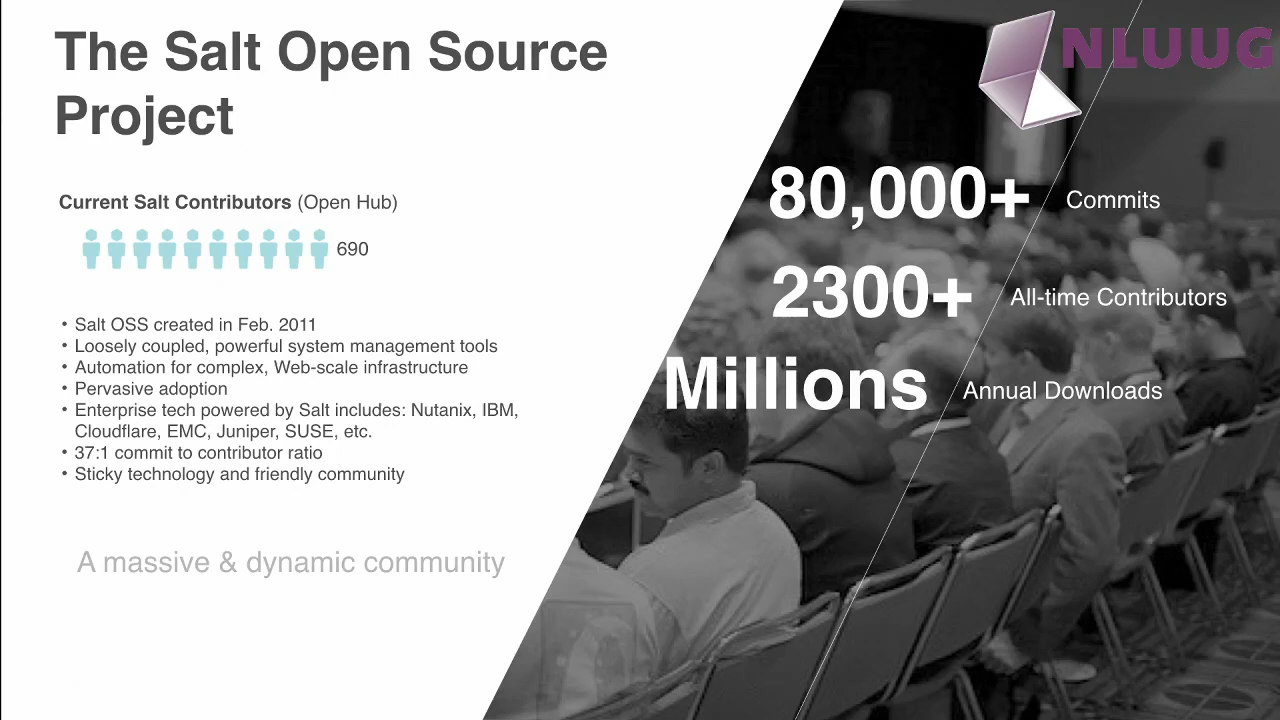 The Salt Open Source
Project
Current Salt Contributors (Open Hub)
690
• Salt OSS created in Feb. 2011
• Loosely coupled, powerful system management tools
• Automation for complex, Web-scale infrastructure
• Pervasive adoption
• Enterprise tech powered by Salt includes: Nutanix, IBM,
Cloudflare, EMC, Juniper, SUSE, etc.
• 37:1 commit to contributor ratio
• Sticky technology and friendly community
A massive & dynamic community
NLUUG
80,000+ Commits
2300+ All-time Contributors
Millions Annual Downloads